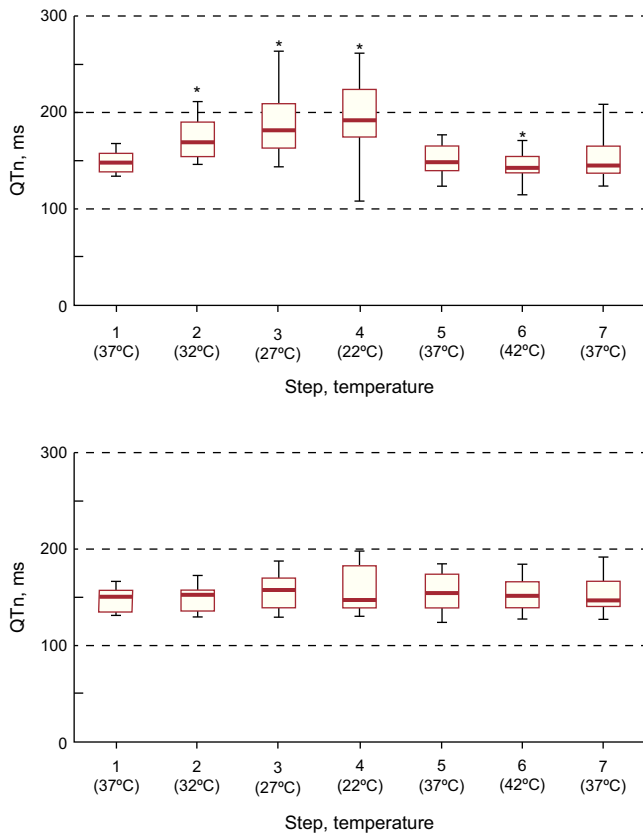 300
*
*
*
*
200
QTn, ms
100
0
1 2 3 4 5 6 7
(37ºC) (32ºC) (27ºC) (22ºC) (37ºC) (42ºC) (37ºC)
Step, temperature
300
200
QTn, ms
100
0
1 2 3 4 5 6 7
(37ºC) (32ºC) (27ºC) (22ºC) (37ºC) (42ºC) (37ºC)
Step, temperature